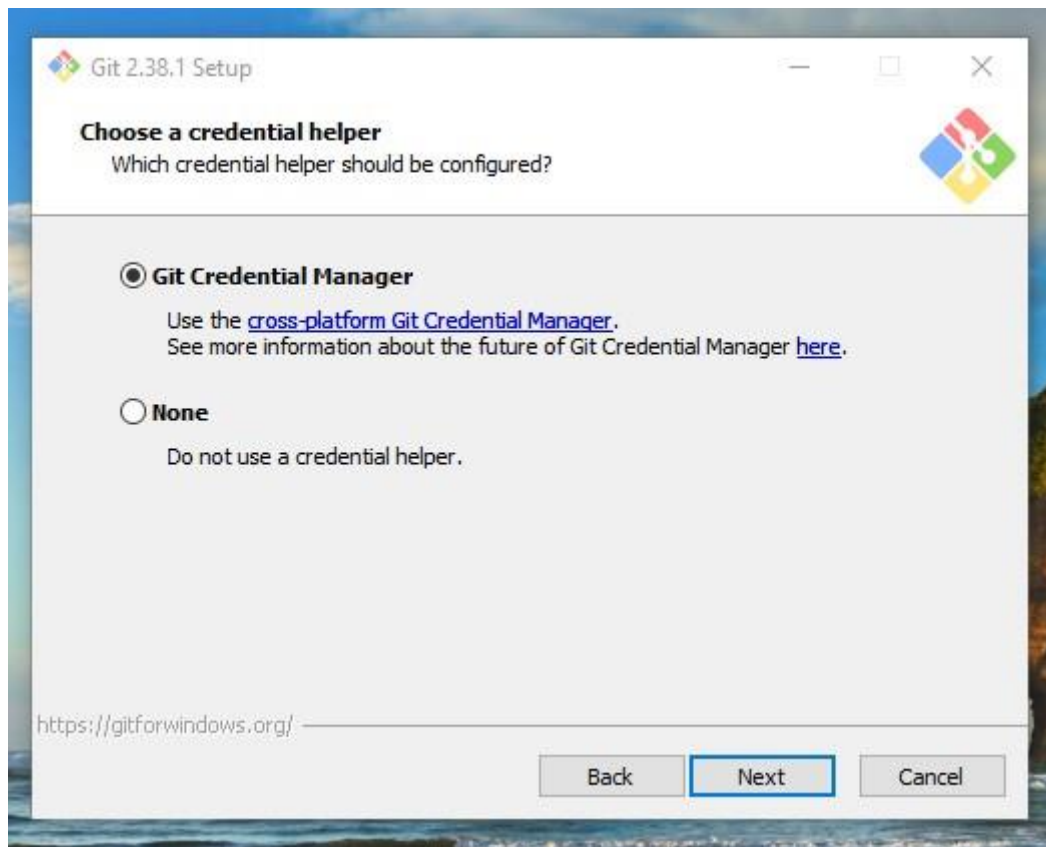 Git 2.38.1 Setup
Choose a credential helper
Which credential helper should be configured?
Git Credential Manager
Use the cross-platform Git Credential Manager.
See more information about the future of Git Credential Manager here.
None
Do not use a credential helper.
https://gitforwindows.org/
Back Next Cancel